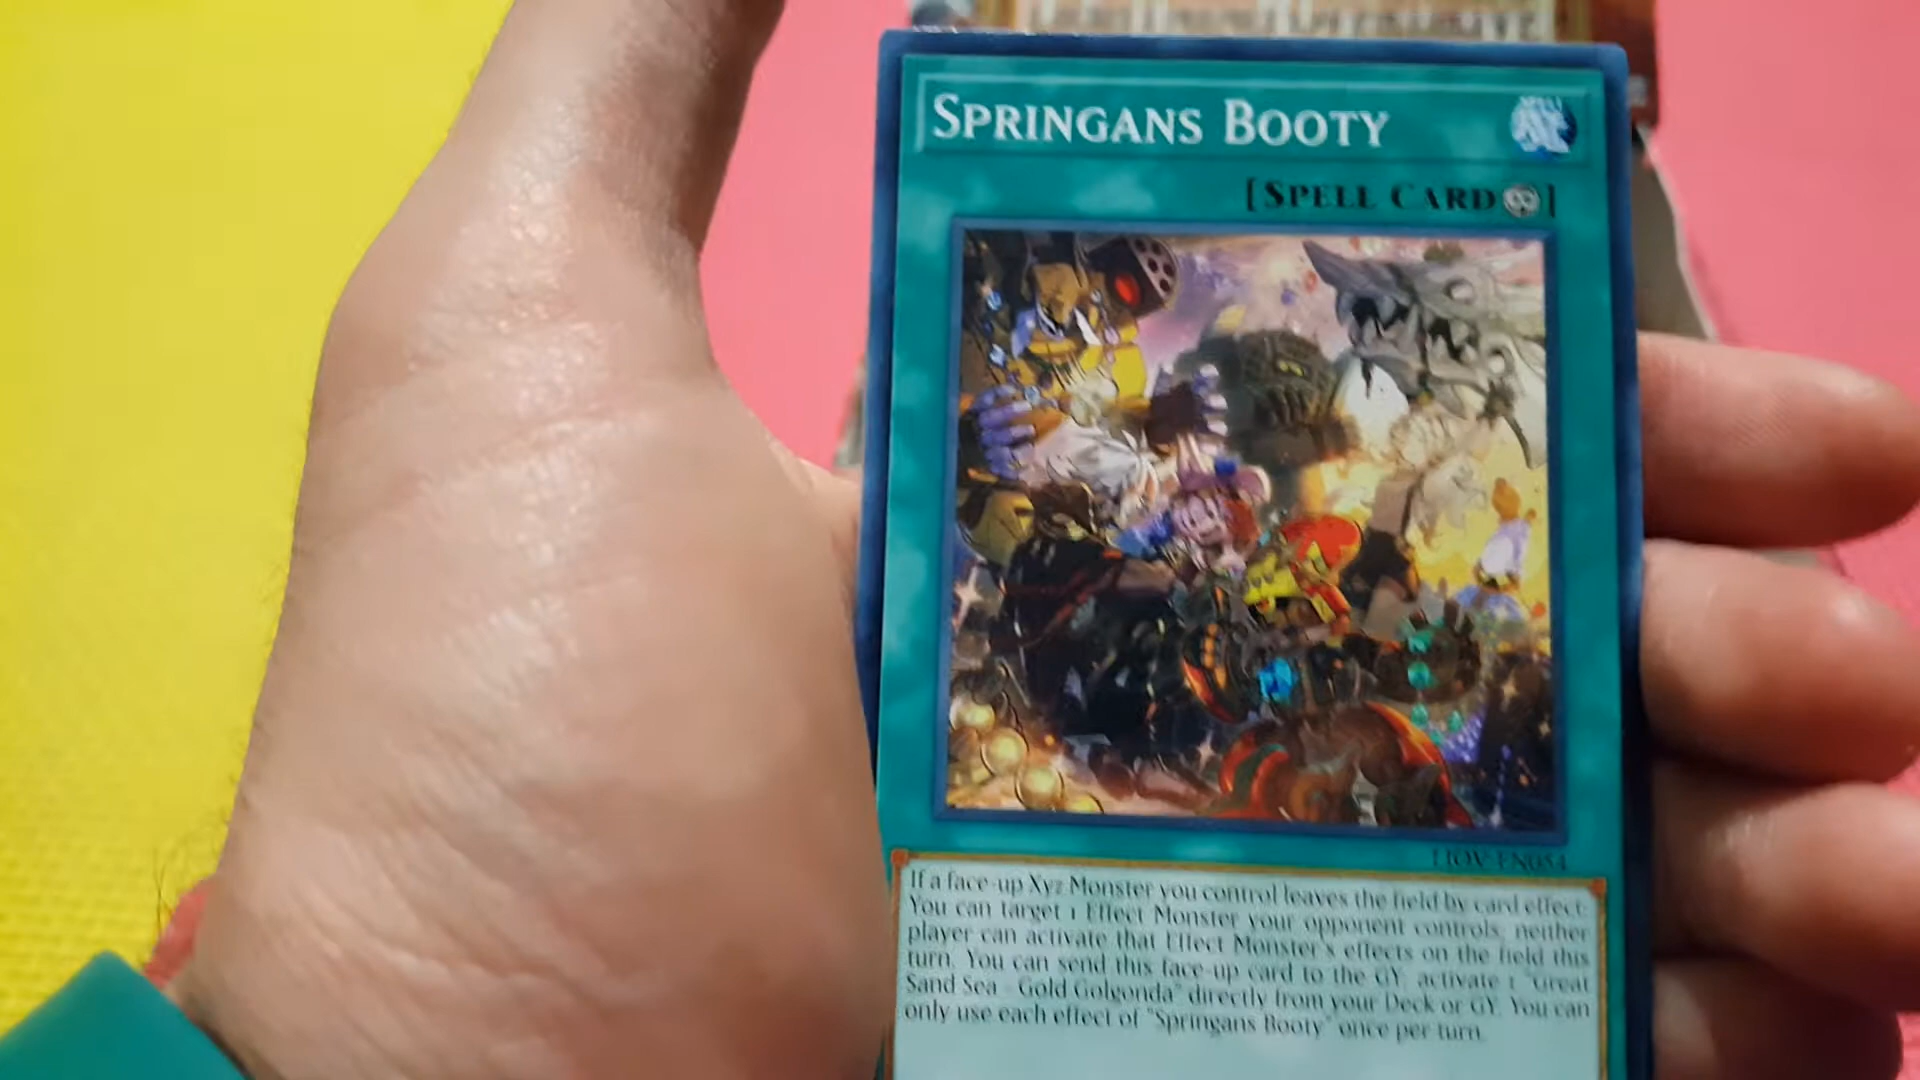 SPRINGANS BOOTY
[SPELL CARD]
LIOV-EN054
If a face-up Xyz Monster you control leaves the field by card effect:
You can target 1 Effect Monster your opponent controls; neither
player can activate that Effect Monster's effects on the field this
turn. You can send this face-up card to the GY; activate 1 "Great
Sand Sea - Gold Golgonda" directly from your Deck or GY. You can
only use each effect of "Springans Booty" once per turn.